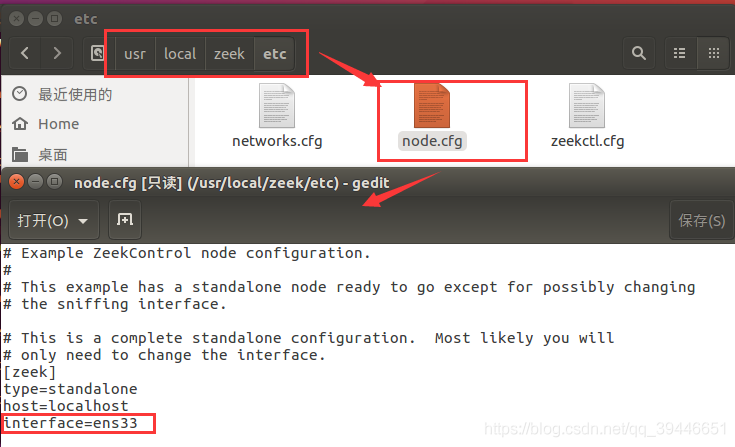 etc
usr local zeek etc
最近使用的
Home
桌面
networks.cfg
node.cfg
zeekctl.cfg
node.cfg [只读] (/usr/local/zeek/etc) - gedit
打开(O)
保存(S)
# Example ZeekControl node configuration.
#
# This example has a standalone node ready to go except for possibly changing
# the sniffing interface.
# This is a complete standalone configuration.  Most likely you will
# only need to change the interface.
[zeek]
type=standalone
host=localhost
interface=ens33
https://blog.csdn.net/qq_39446651